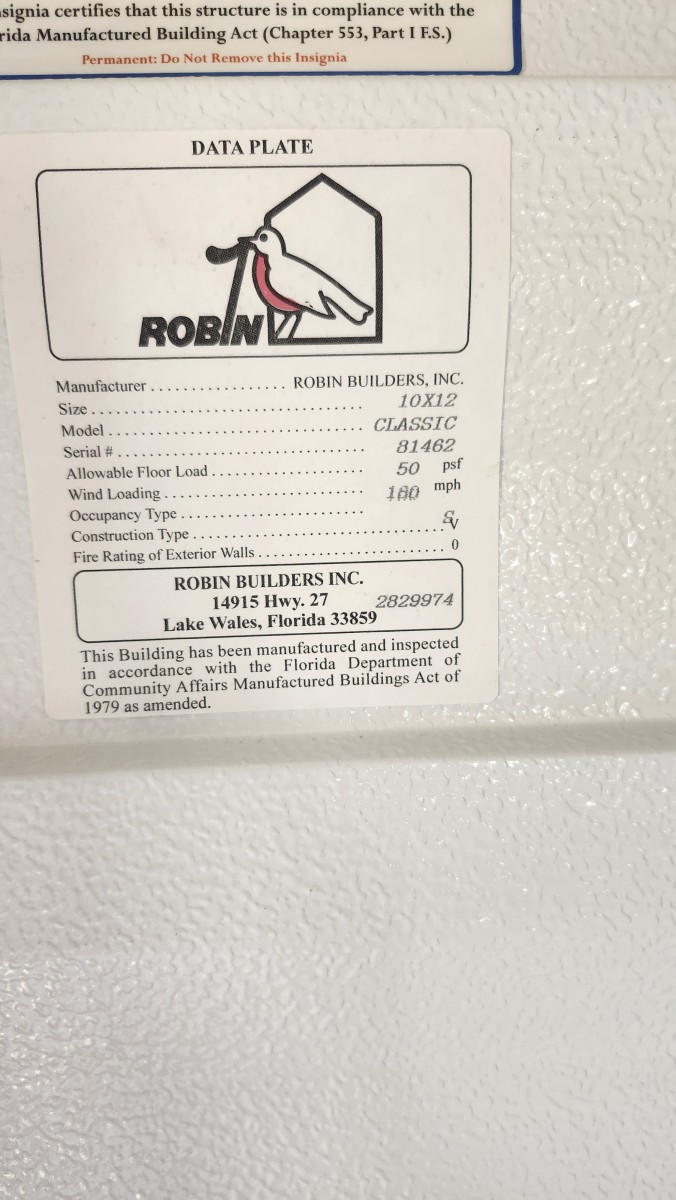 signia certifies that this structure is in compliance with the
rida Manufactured Building Act (Chapter 553, Part I F.S.)
Permanent: Do Not Remove this Insignia
DATA PLATE
ROBIN
Manufacturer ................. ROBIN BUILDERS, INC.
Size .................................. 10X12
Model ................................ CLASSIC
Serial # ............................... 81462
Allowable Floor Load ................... 50 psf
Wind Loading ......................... mph
Occupancy Type ....................... S
Construction Type ............................... V
Fire Rating of Exterior Walls ....................... 0
ROBIN BUILDERS INC.
14915 Hwy. 27 2829974
Lake Wales, Florida 33859
This Building has been manufactured and inspected
in accordance with the Florida Department of
Community Affairs Manufactured Buildings Act of
1979 as amended.